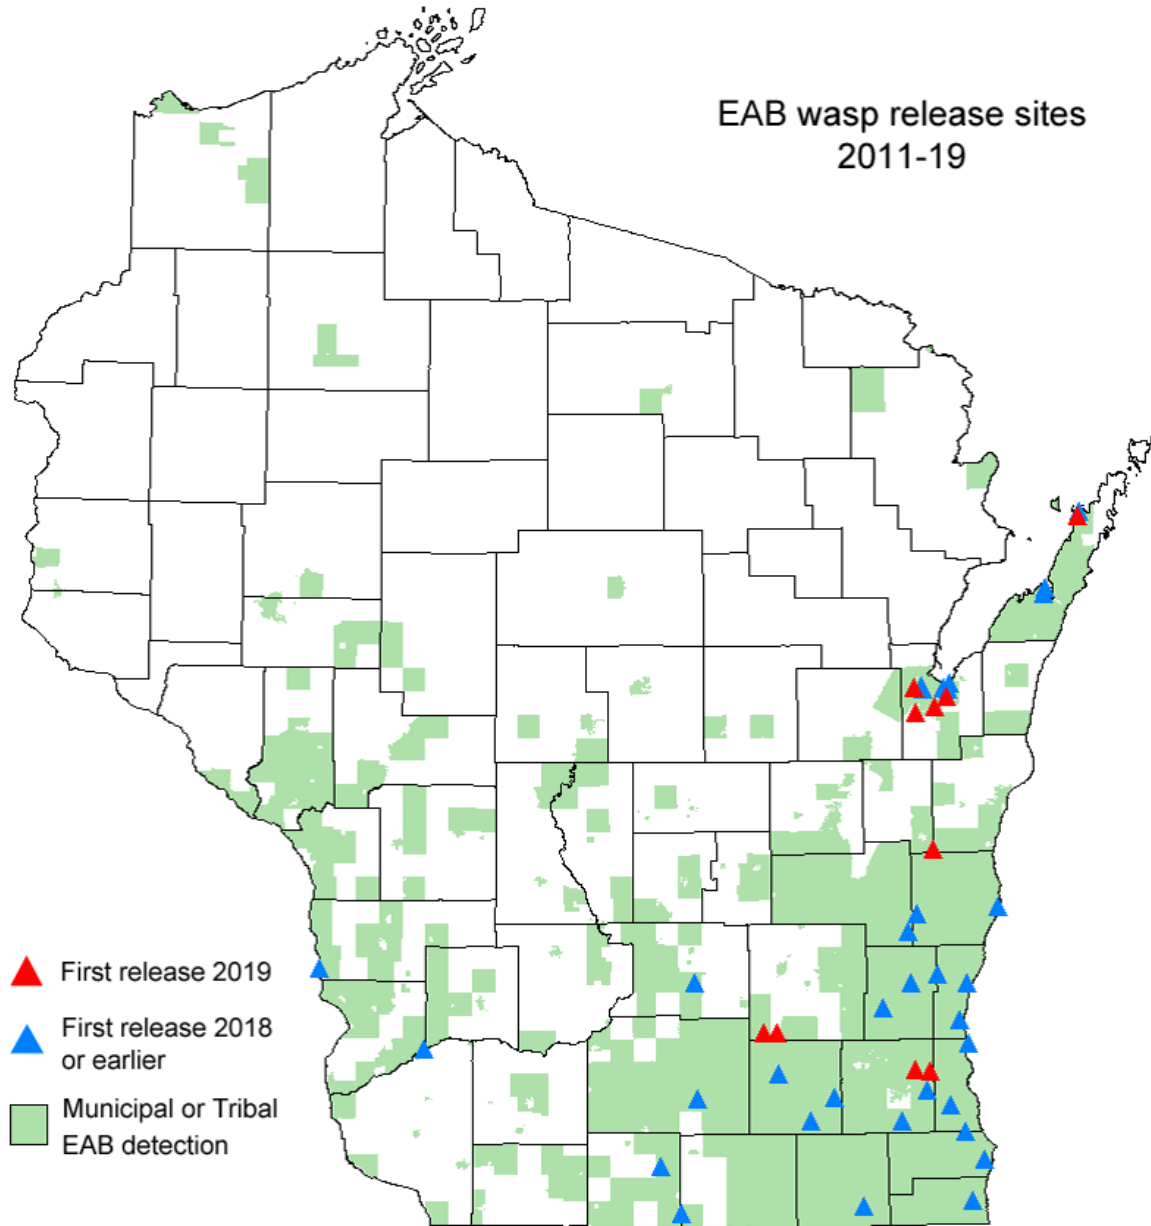 EAB wasp release sites
2011-19
First release 2019
First release 2018
or earlier
Municipal or Tribal
EAB detection